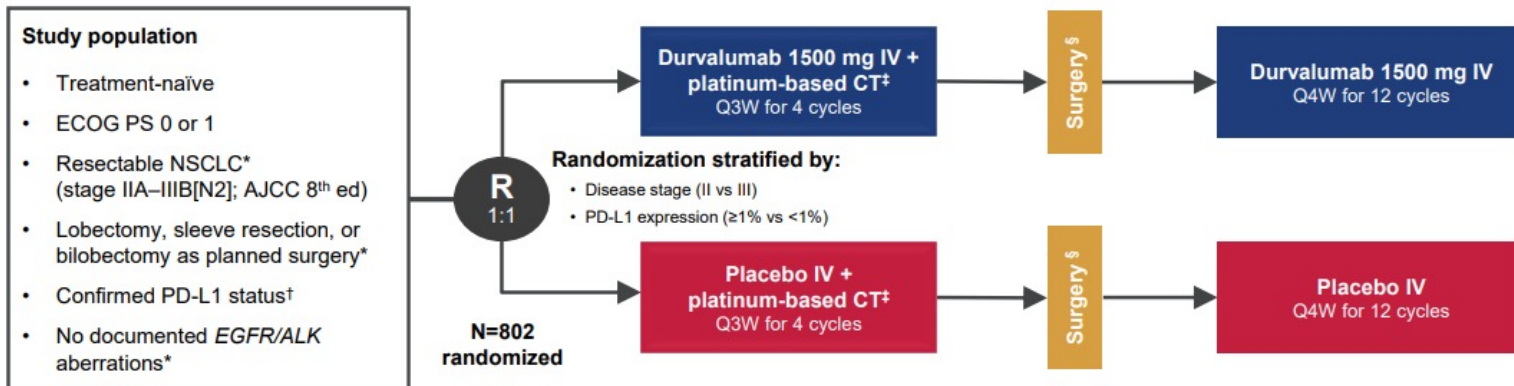 Study population
• Treatment-naïve
• ECOG PS 0 or 1
• Resectable NSCLC*
(stage IIA–IIIB[N2]; AJCC 8th ed)
• Lobectomy, sleeve resection, or
bilobectomy as planned surgery*
• Confirmed PD-L1 status†
• No documented EGFR/ALK
aberrations*
R
1:1
N=802
randomized
Randomization stratified by:
• Disease stage (II vs III)
• PD-L1 expression (≥1% vs <1%)
Durvalumab 1500 mg IV +
platinum-based CT‡
Q3W for 4 cycles
Surgery§
Durvalumab 1500 mg IV
Q4W for 12 cycles
Placebo IV +
platinum-based CT‡
Q3W for 4 cycles
Surgery§
Placebo IV
Q4W for 12 cycles